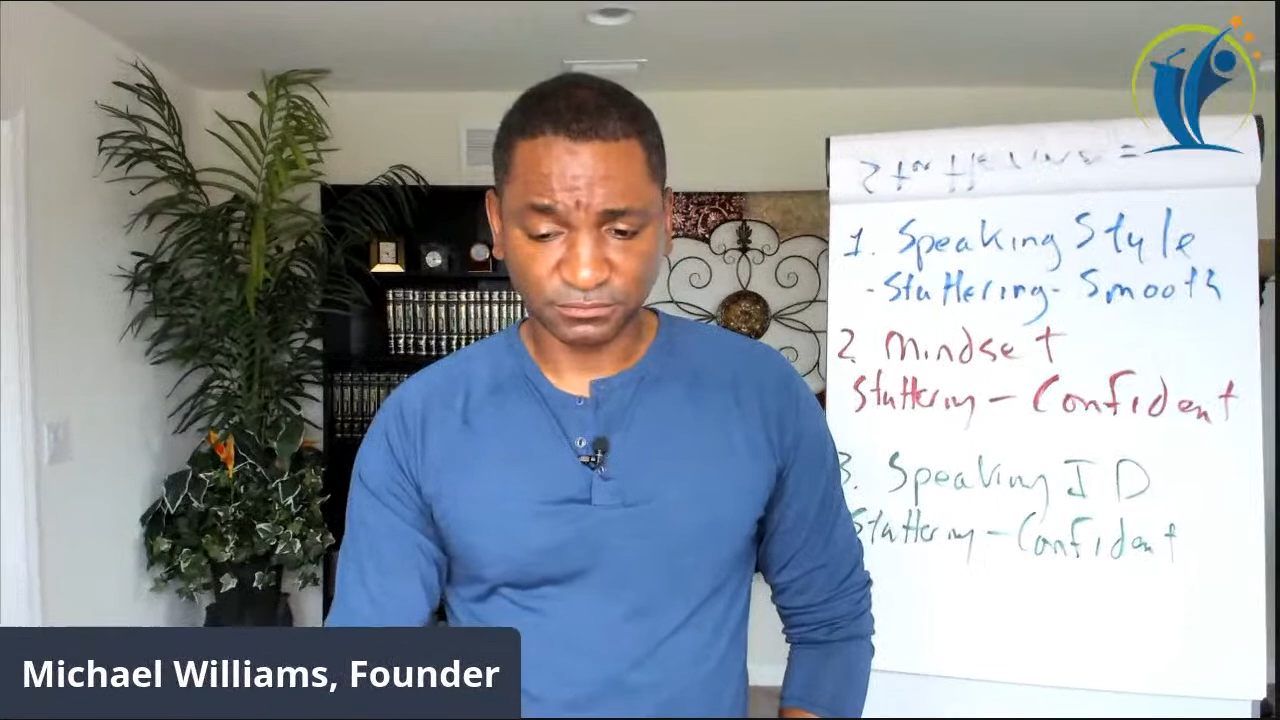 1. Speaking Style
- Stuttering - Smooth
2. Mindset
Stuttering - Confident
3. Speaking ID
Stuttering - Confident
Michael Williams, Founder